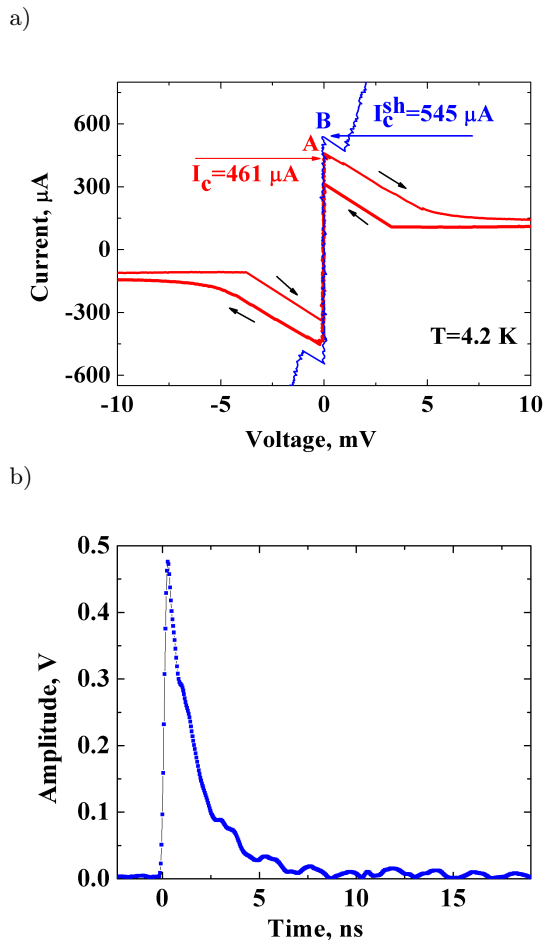 a)
600
300
0
-300
-600
Current, µA
B
A
I_c^sh=545 µA
I_c=461 µA
T=4.2 K
-10 -5 0 5 10
Voltage, mV
b)
0.5
0.4
0.3
0.2
0.1
0.0
Amplitude, V
0 5 10 15
Time, ns